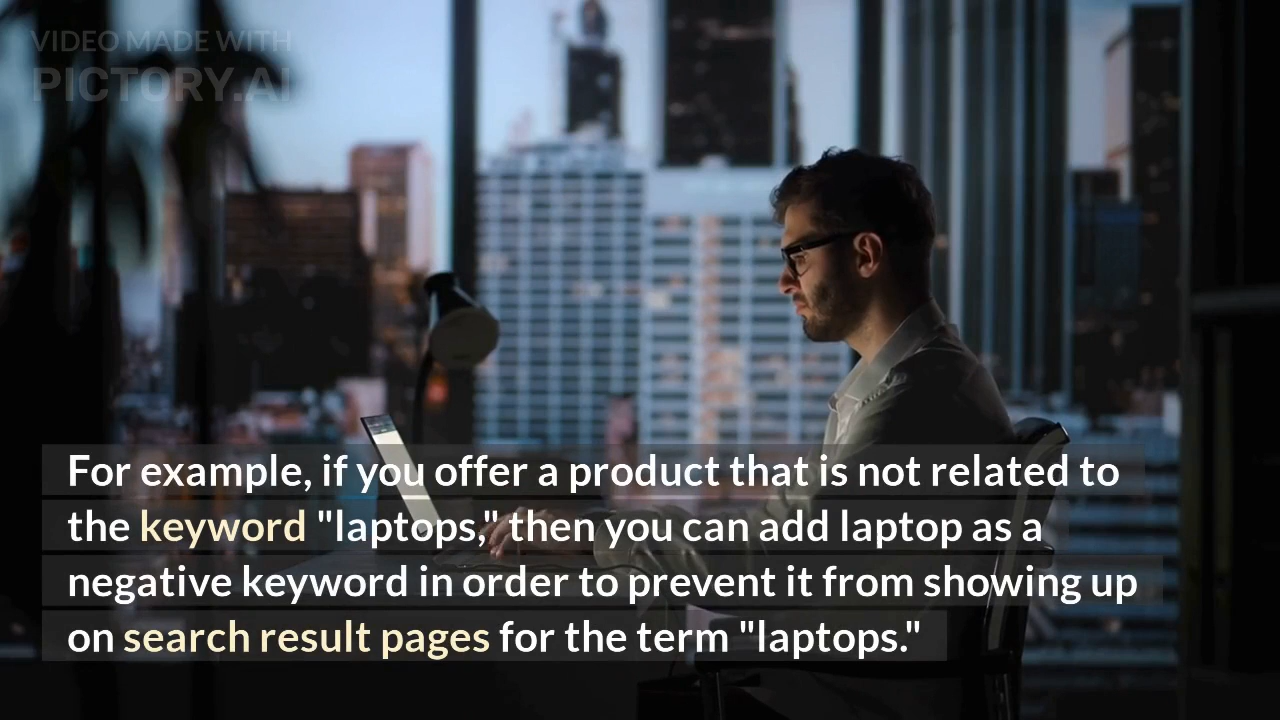 VIDEO MADE WITH
PICTORY.AI
For example, if you offer a product that is not related to
the keyword "laptops," then you can add laptop as a
negative keyword in order to prevent it from showing up
on search result pages for the term "laptops."